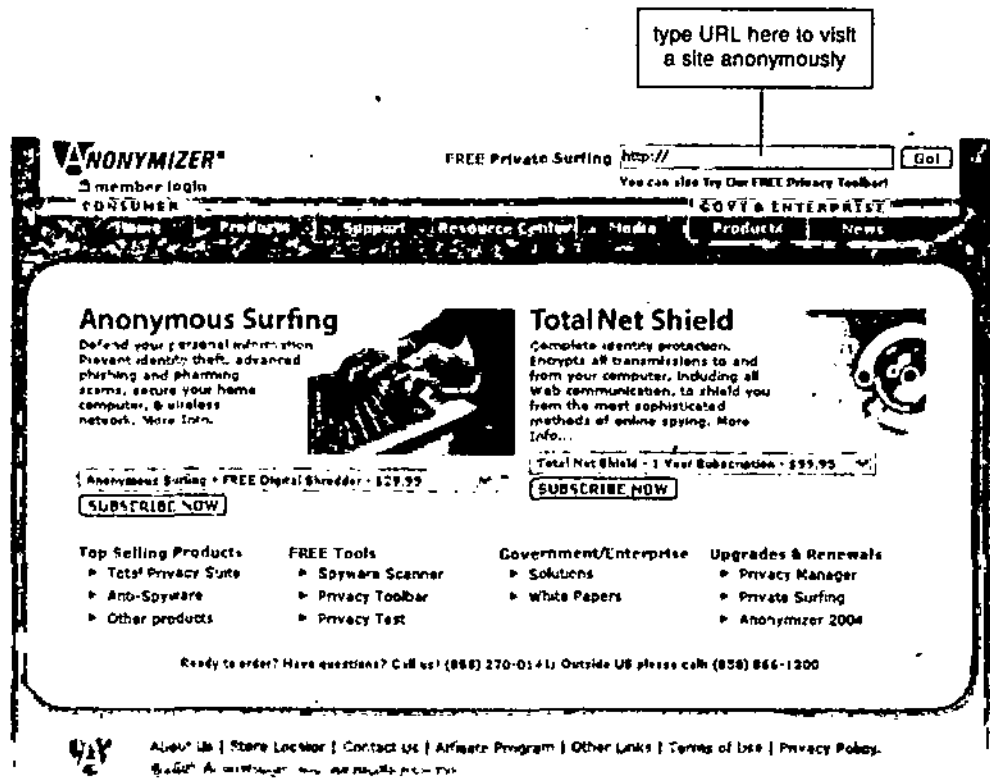 type URL here to visit
a site anonymously
ANONYMIZER®
FREE Private Surfing http:// Go!
member login
You can also Try Our FREE Privacy Toolbar!
CONSUMER GOVT & ENTERPRISE
Home Products Support Resource Center Media Products News
Anonymous Surfing
Defend your personal information
Prevent identity theft, advanced
phishing and pharming
scams, secure your home
computer, & wireless
network. More Info.
Anonymous Surfing + FREE Digital Shredder - $29.99
SUBSCRIBE NOW
Total Net Shield
Complete identity protection.
Encrypts all transmissions to and
from your computer, including all
Web communication, to shield you
from the most sophisticated
methods of online spying. More
Info...
Total Net Shield - 1 Year Subscription - $99.95
SUBSCRIBE NOW
Top Selling Products
Total Privacy Suite
Anti-Spyware
Other products
FREE Tools
Spyware Scanner
Privacy Toolbar
Privacy Test
Government/Enterprise
Solutions
White Papers
Upgrades & Renewals
Privacy Manager
Private Surfing
Anonymizer 2004
Ready to order? Have questions? Call us! (888) 270-0141; Outside US please call: (858) 866-1300
About Us | Store Locator | Contact Us | Affiliate Program | Other Links | Terms of Use | Privacy Policy.